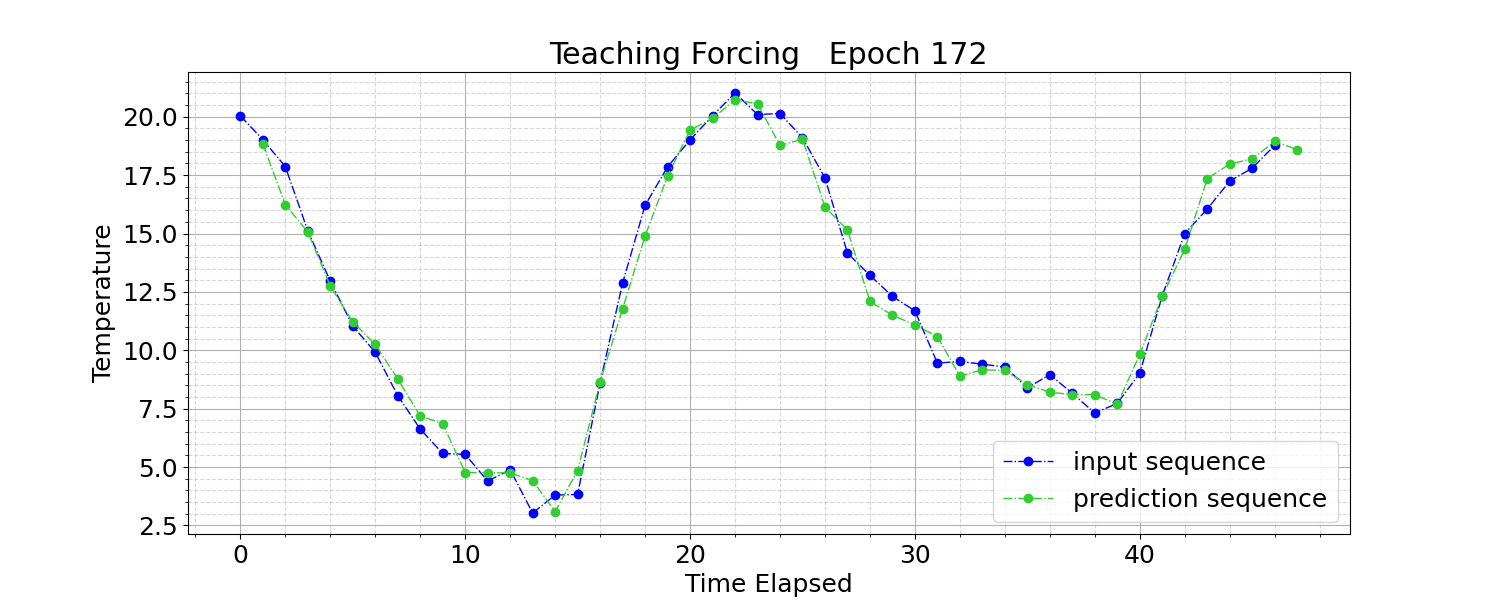 Teaching Forcing   Epoch 172
Temperature
20.0
17.5
15.0
12.5
10.0
7.5
5.0
2.5
input sequence
prediction sequence
0 10 20 30 40
Time Elapsed